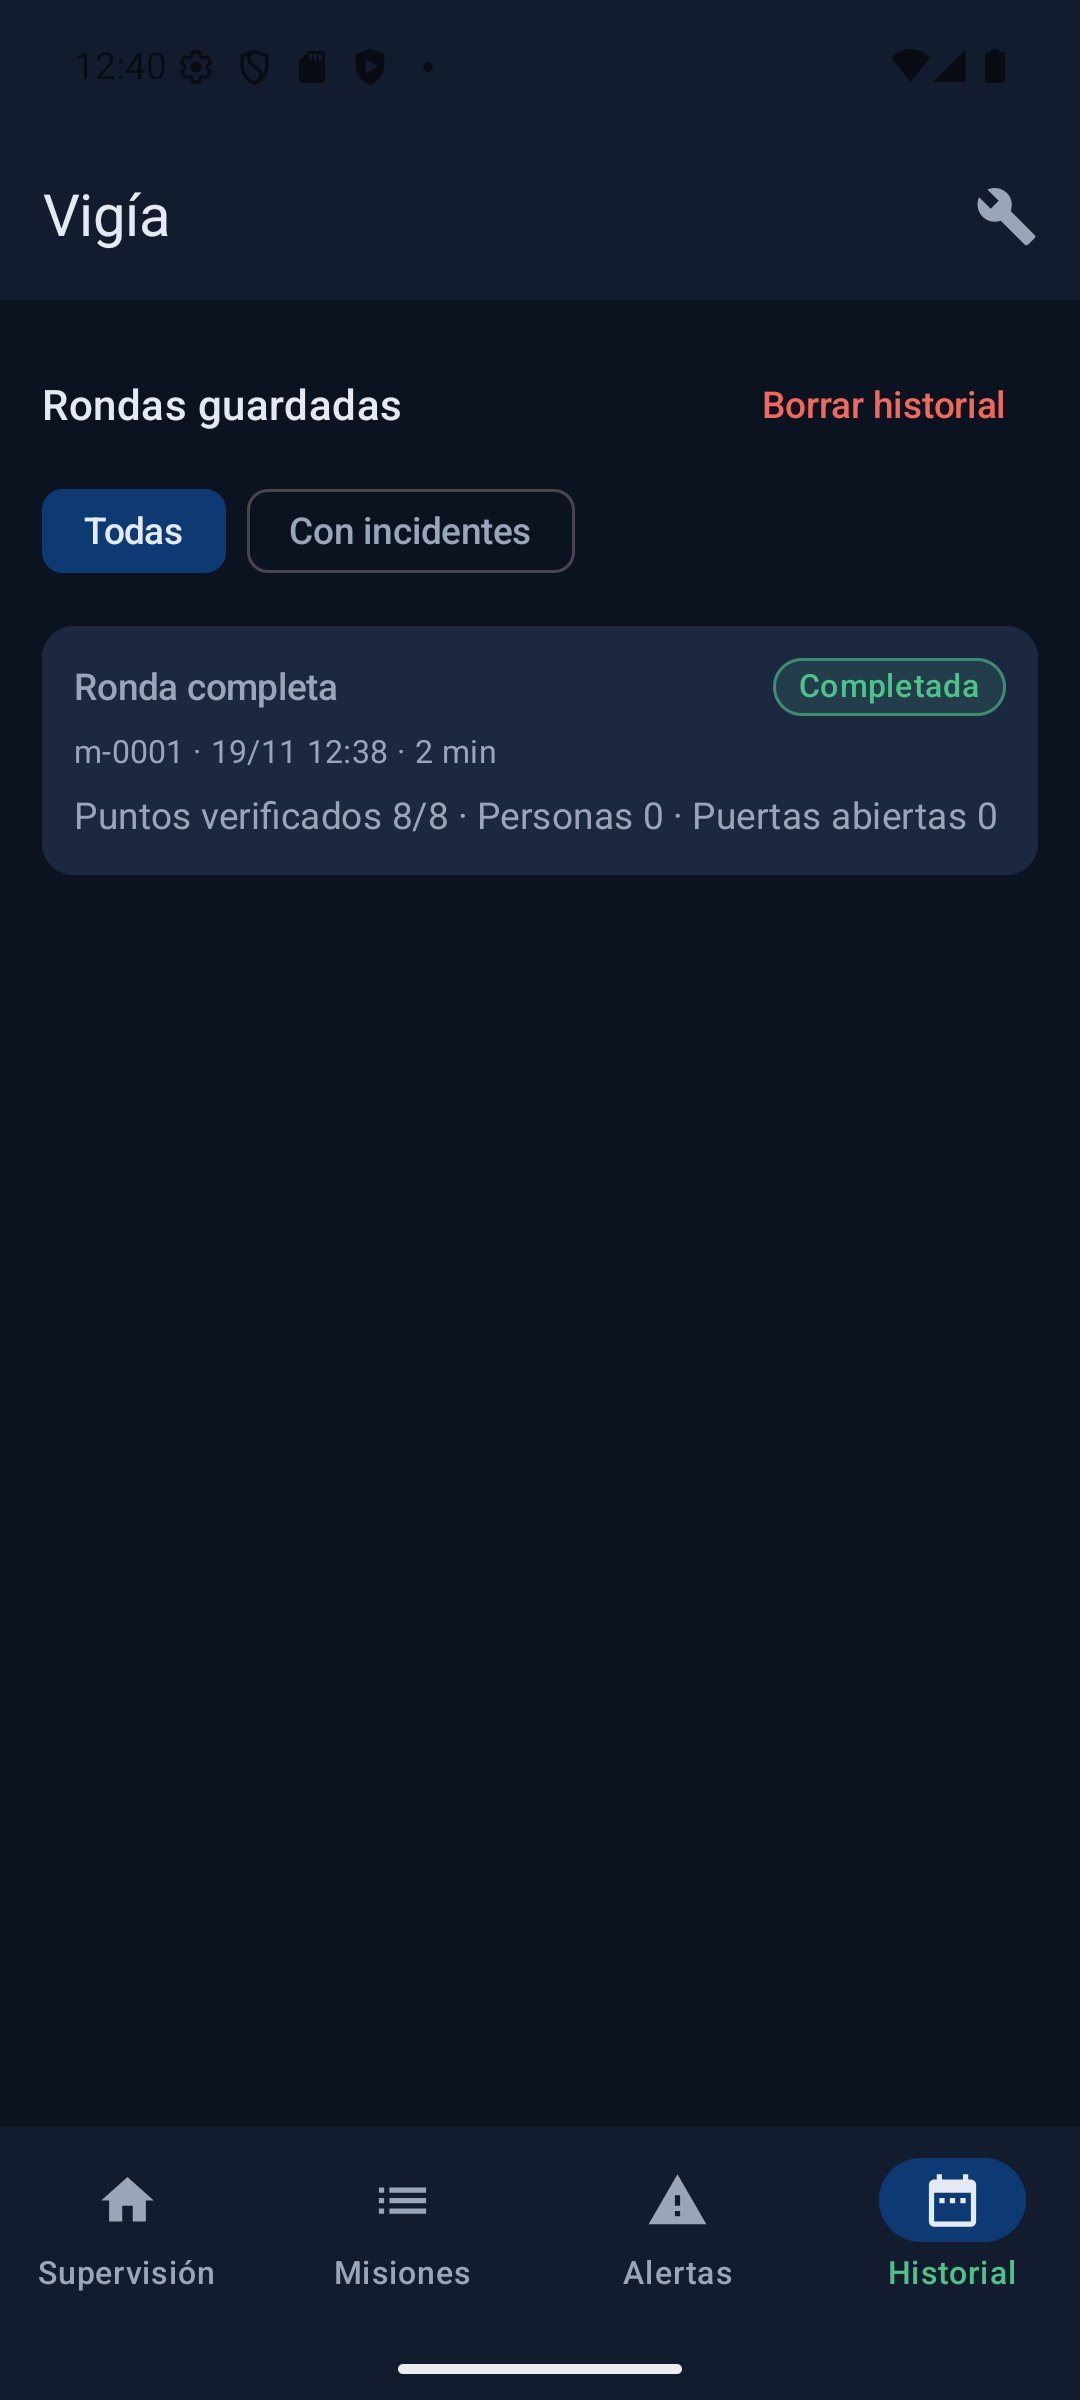 12:40
Vigía
Rondas guardadas
Borrar historial
Todas
Con incidentes
Ronda completa
Completada
m-0001 · 19/11 12:38 · 2 min
Puntos verificados 8/8 · Personas 0 · Puertas abiertas 0
Supervisión
Misiones
Alertas
Historial